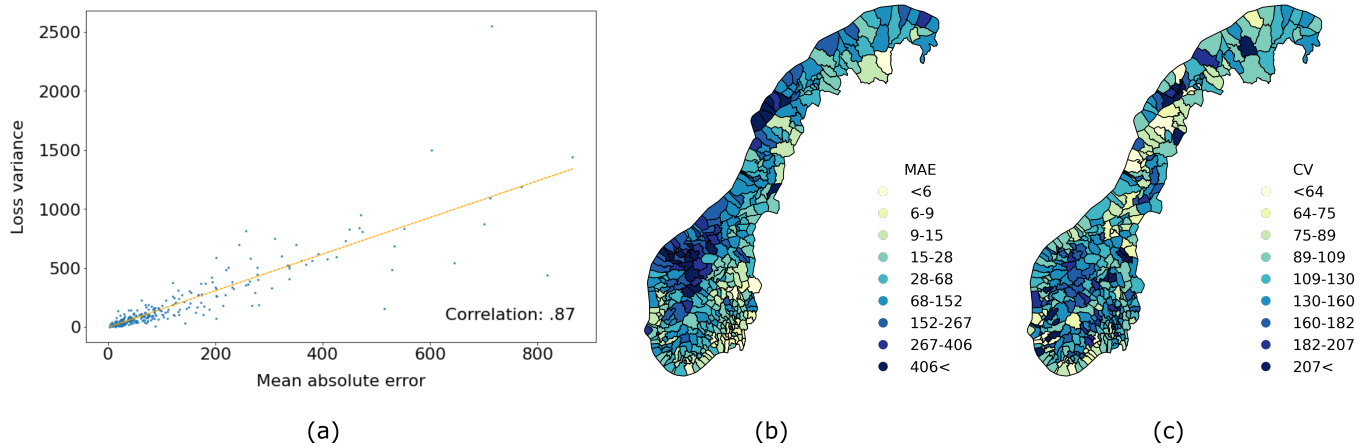 2500
2000
1500
1000
500
0
Loss variance
Correlation: .87
0 200 400 600 800
Mean absolute error
(a)
MAE
<6
6-9
9-15
15-28
28-68
68-152
152-267
267-406
406<
(b)
CV
<64
64-75
75-89
89-109
109-130
130-160
160-182
182-207
207<
(c)